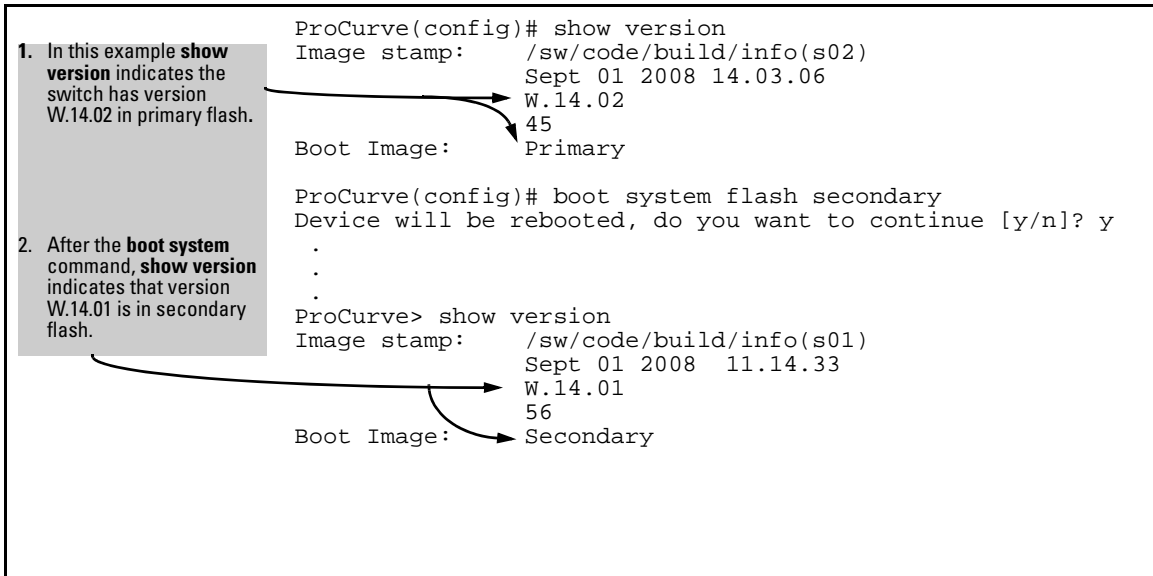 1. In this example show
version indicates the
switch has version
W.14.02 in primary flash.
2. After the boot system
command, show version
indicates that version
W.14.01 is in secondary
flash.
ProCurve(config)# show version
Image stamp:    /sw/code/build/info(s02)
Sept 01 2008 14.03.06
W.14.02
45
Boot Image:     Primary
ProCurve(config)# boot system flash secondary
Device will be rebooted, do you want to continue [y/n]? y
.
.
.
ProCurve> show version
Image stamp:    /sw/code/build/info(s01)
Sept 01 2008  11.14.33
W.14.01
56
Boot Image:     Secondary